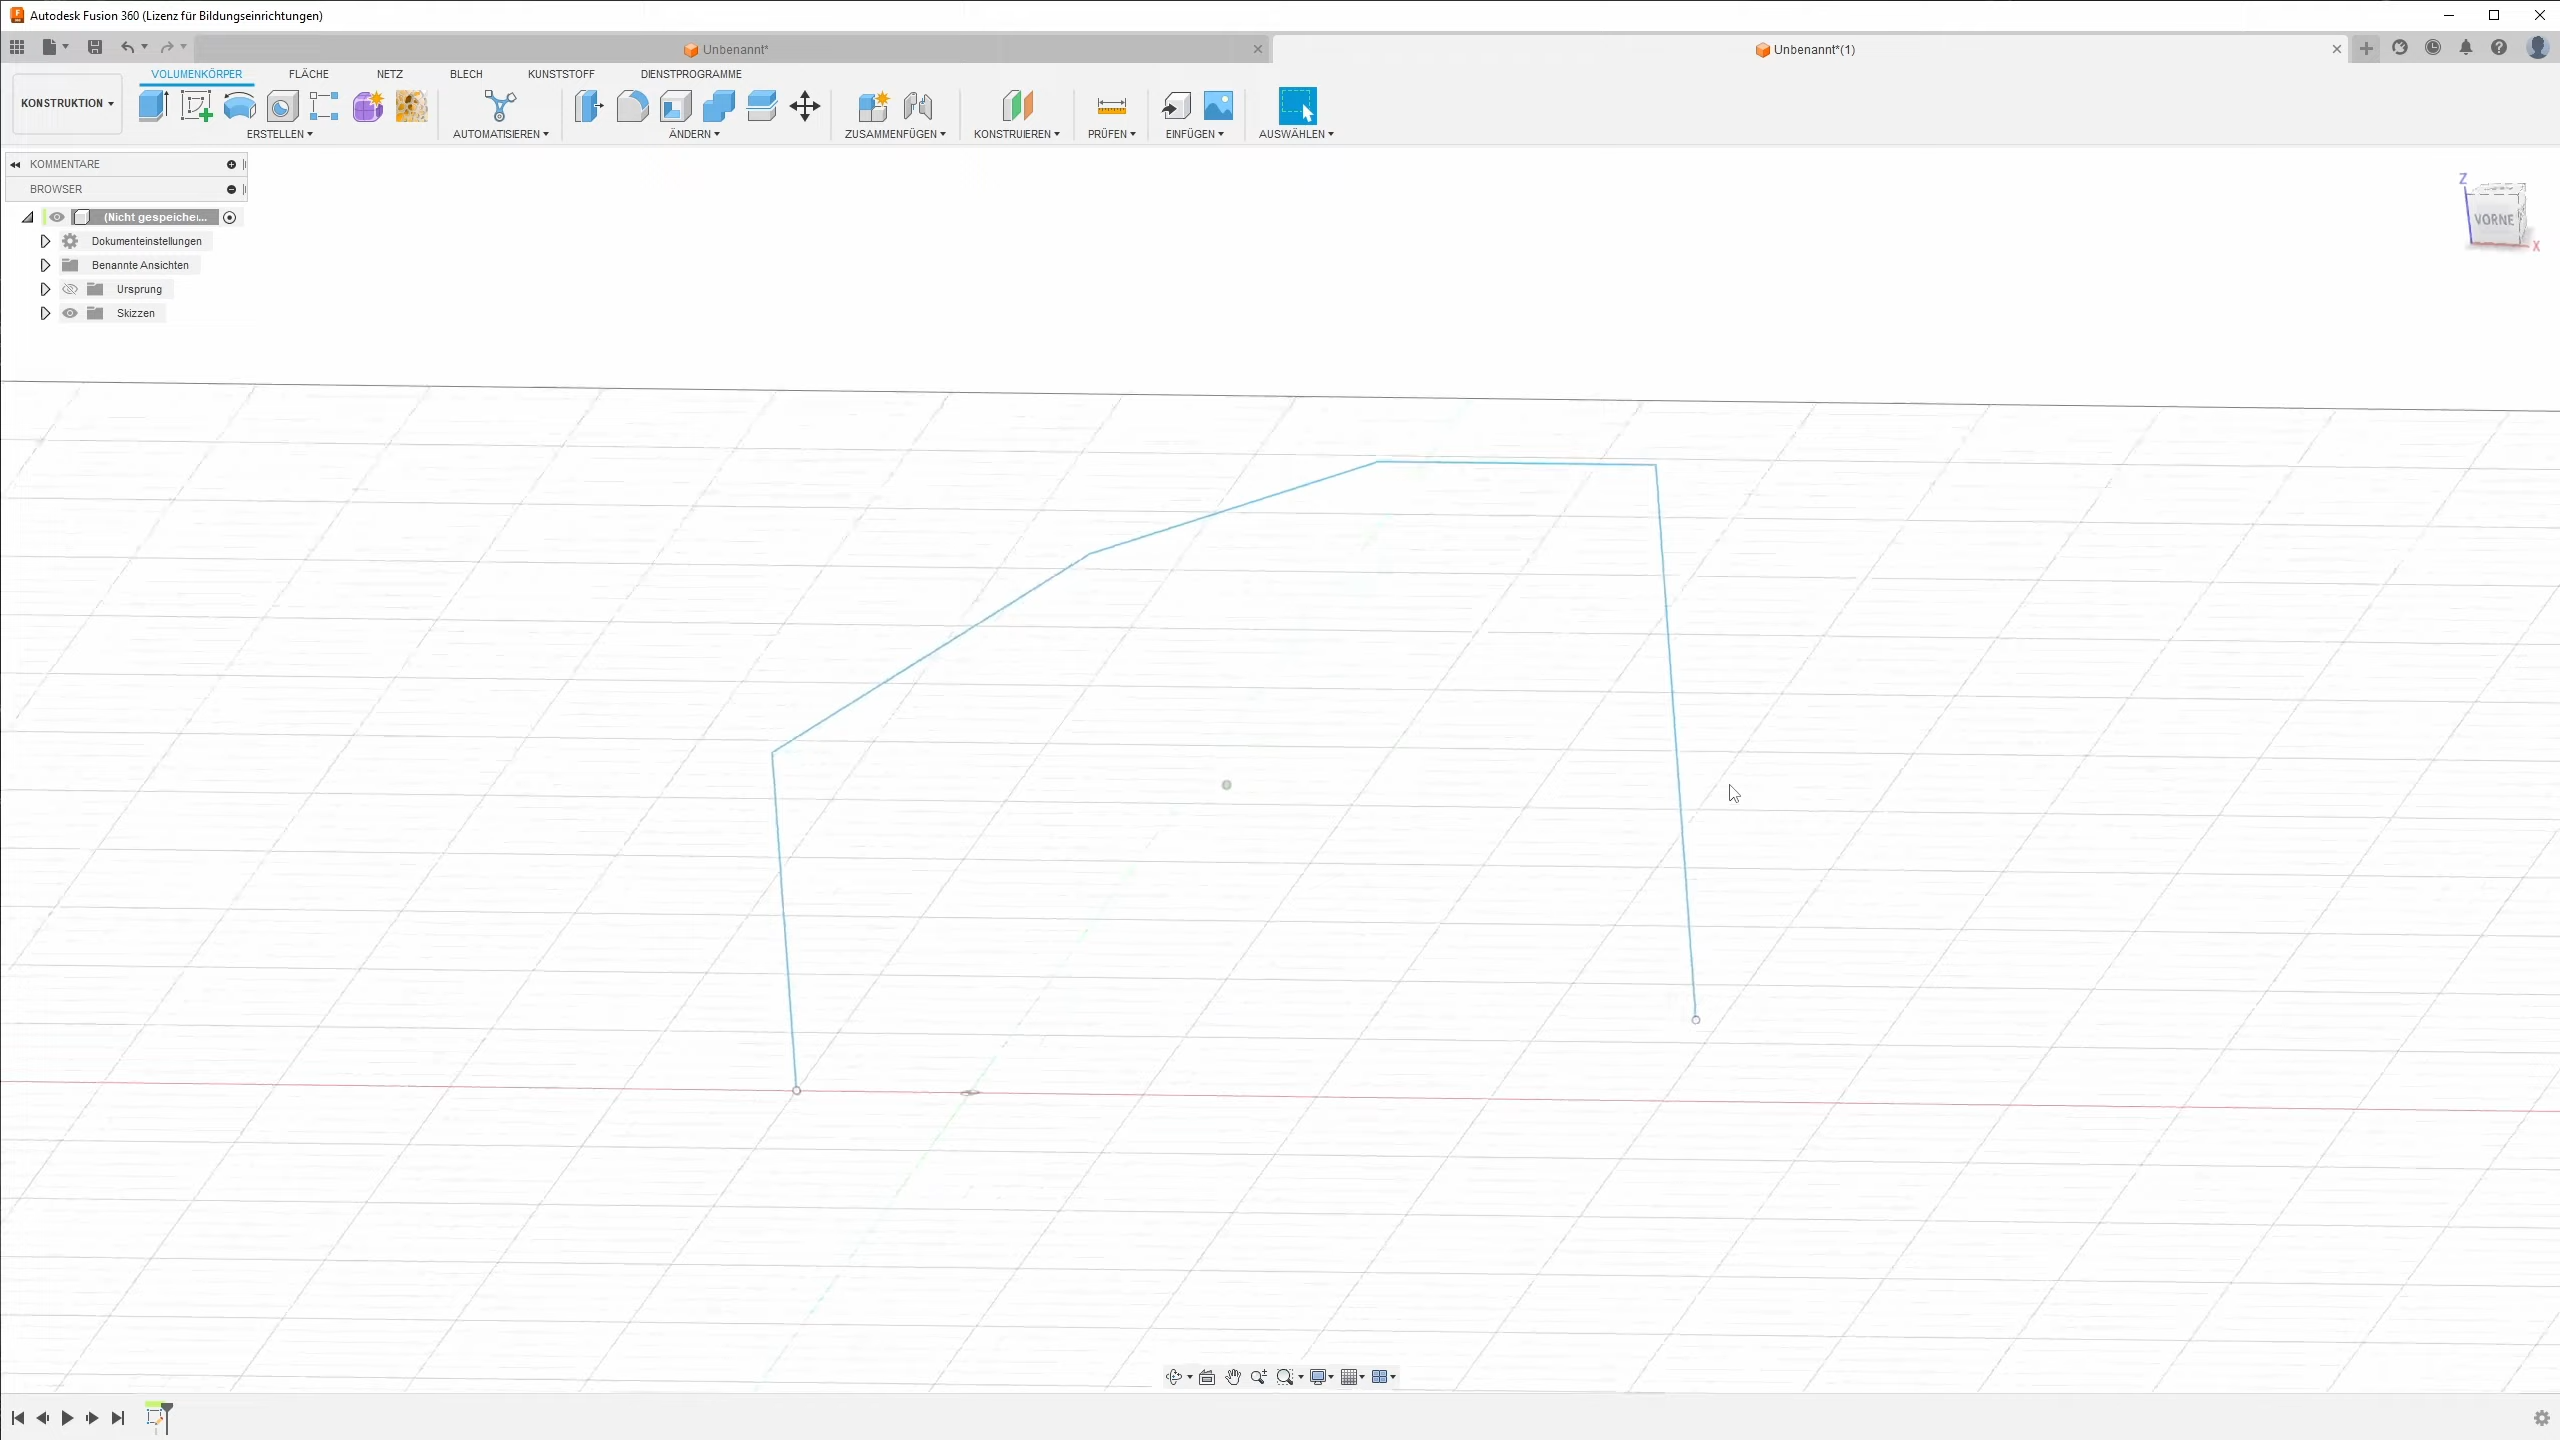 Autodesk Fusion 360 (Lizenz für Bildungseinrichtungen)
Unbenannt*
Unbenannt*(1)
VOLUMENKÖRPER FLÄCHE NETZ BLECH KUNSTSTOFF DIENSTPROGRAMME
KONSTRUKTION
ERSTELLEN AUTOMATISIEREN ÄNDERN ZUSAMMENFÜGEN KONSTRUIEREN PRÜFEN EINFÜGEN AUSWÄHLEN
KOMMENTARE
BROWSER
(Nicht gespeicher...
Dokumenteinstellungen
Benannte Ansichten
Ursprung
Skizzen
Z
VORNE
X